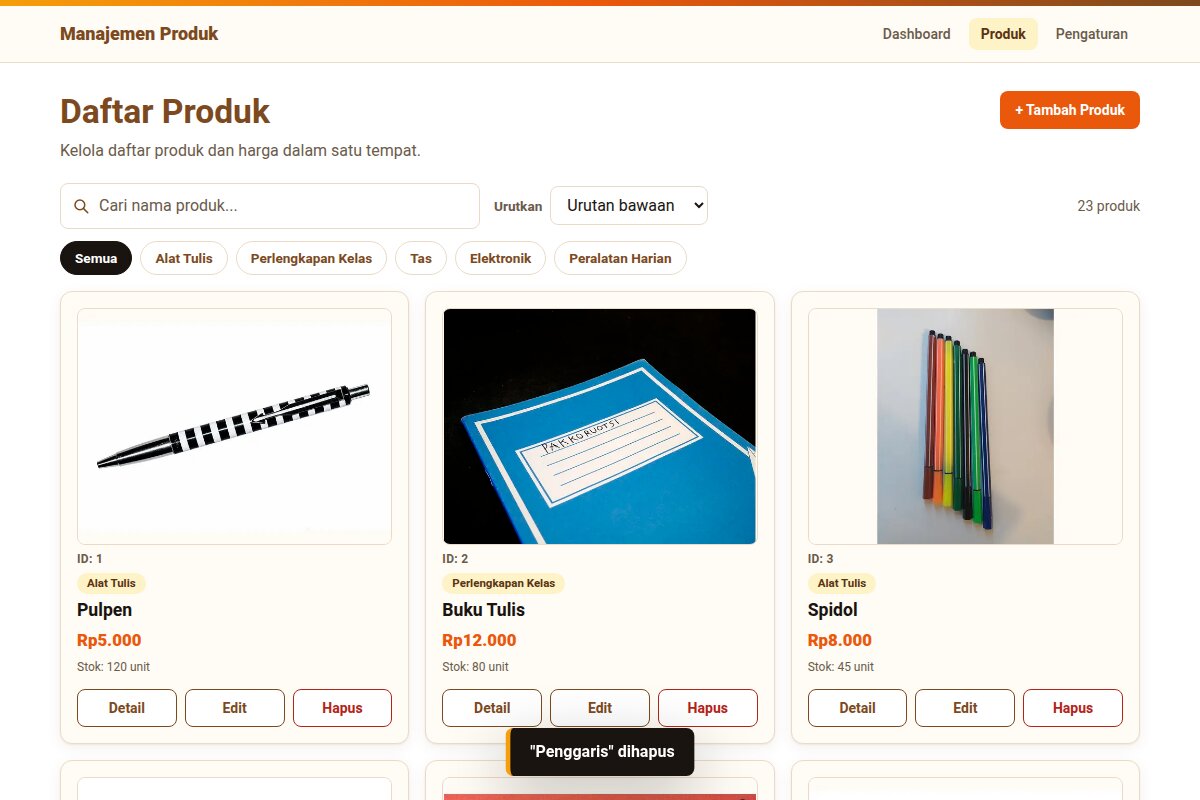 Manajemen Produk
Dashboard
Produk
Pengaturan
Daftar Produk
+ Tambah Produk
Kelola daftar produk dan harga dalam satu tempat.
Cari nama produk...
Urutkan
Urutan bawaan
23 produk
Semua
Alat Tulis
Perlengkapan Kelas
Tas
Elektronik
Peralatan Harian
PAKKORUOTSI
ID: 1
Alat Tulis
Pulpen
Rp5.000
Stok: 120 unit
Detail
Edit
Hapus
ID: 2
Perlengkapan Kelas
Buku Tulis
Rp12.000
Stok: 80 unit
Detail
Edit
Hapus
ID: 3
Alat Tulis
Spidol
Rp8.000
Stok: 45 unit
Detail
Edit
Hapus
"Penggaris" dihapus